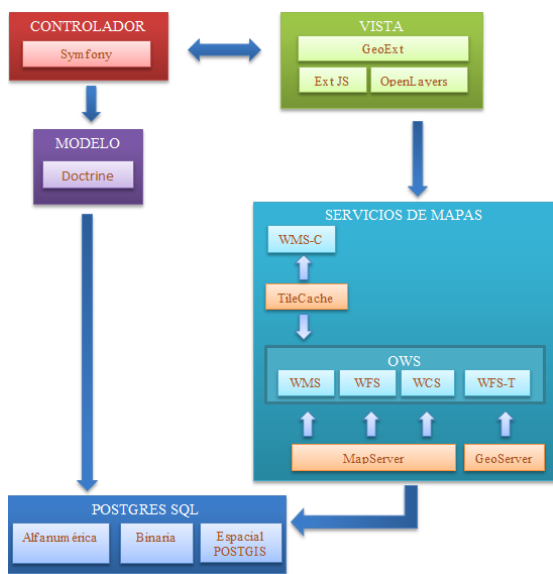 CONTROLADOR
Symfony
VISTA
GeoExt
Ext JS
OpenLayers
MODELO
Doctrine
SERVICIOS DE MAPAS
WMS-C
TileCache
OWS
WMS
WFS
WCS
WFS-T
MapServer
GeoServer
POSTGRES SQL
Alfanumérica
Binaria
Espacial
POSTGIS